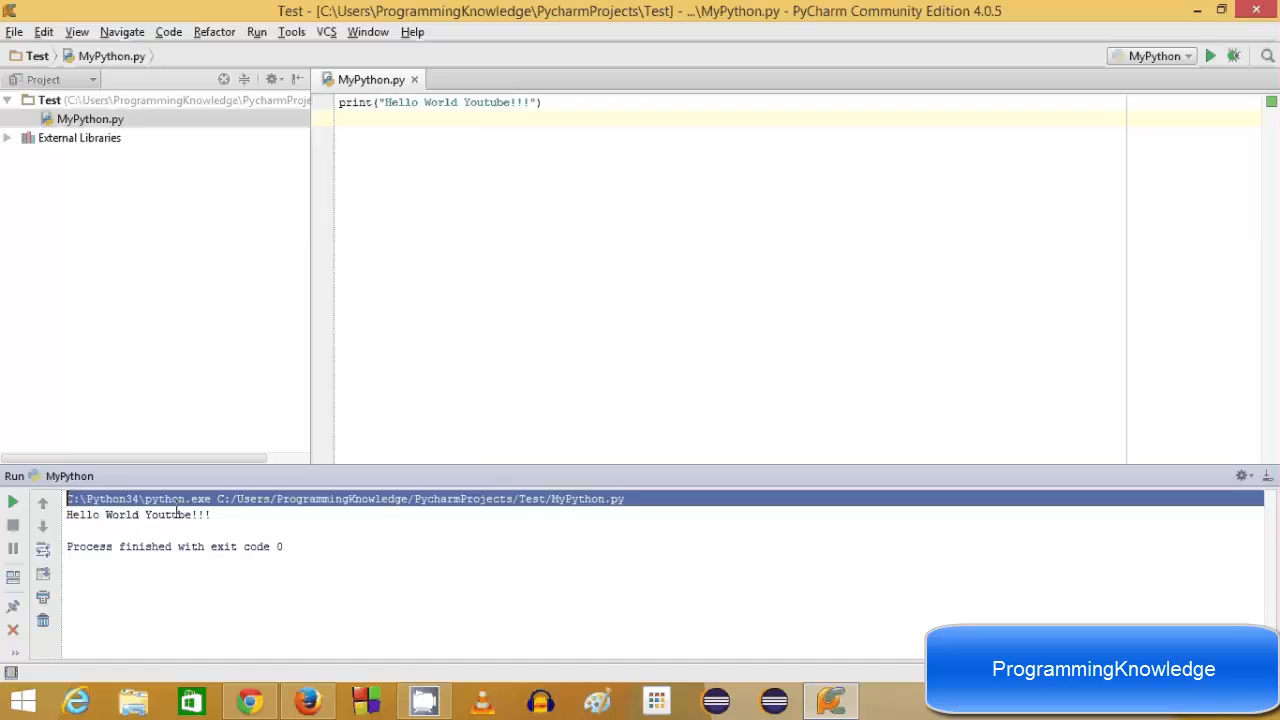 Test - [C:\Users\ProgrammingKnowledge\PycharmProjects\Test] - ...\MyPython.py - PyCharm Community Edition 4.0.5
File Edit View Navigate Code Refactor Run Tools VCS Window Help
Test MyPython.py MyPython
Project MyPython.py
print("Hello World Youtube!!!")
Test (C:\Users\ProgrammingKnowledge\PycharmProje
MyPython.py
External Libraries
Run MyPython
C:\Python34\python.exe C:/Users/ProgrammingKnowledge/PycharmProjects/Test/MyPython.py
Hello World Youtube!!!
Process finished with exit code 0
ProgrammingKnowledge